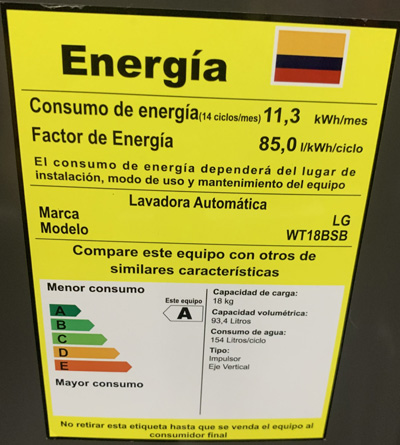 Energía
Consumo de energía(14 ciclos/mes) 11,3 kWh/mes
Factor de Energía 85,0 l/kWh/ciclo
El consumo de energía dependerá del lugar de
instalación, modo de uso y mantenimiento del equipo
Lavadora Automática
Marca LG
Modelo WT18BSB
Compare este equipo con otros de
similares características
Menor consumo
Este equipo
A
A
B
C
D
E
Mayor consumo
Capacidad de carga:
18 kg
Capacidad volumétrica:
93,4 Litros
Consumo de agua:
154 Litros/ciclo
Tipo:
Impulsor
Eje Vertical
No retirar esta etiqueta hasta que se venda el equipo al
consumidor final